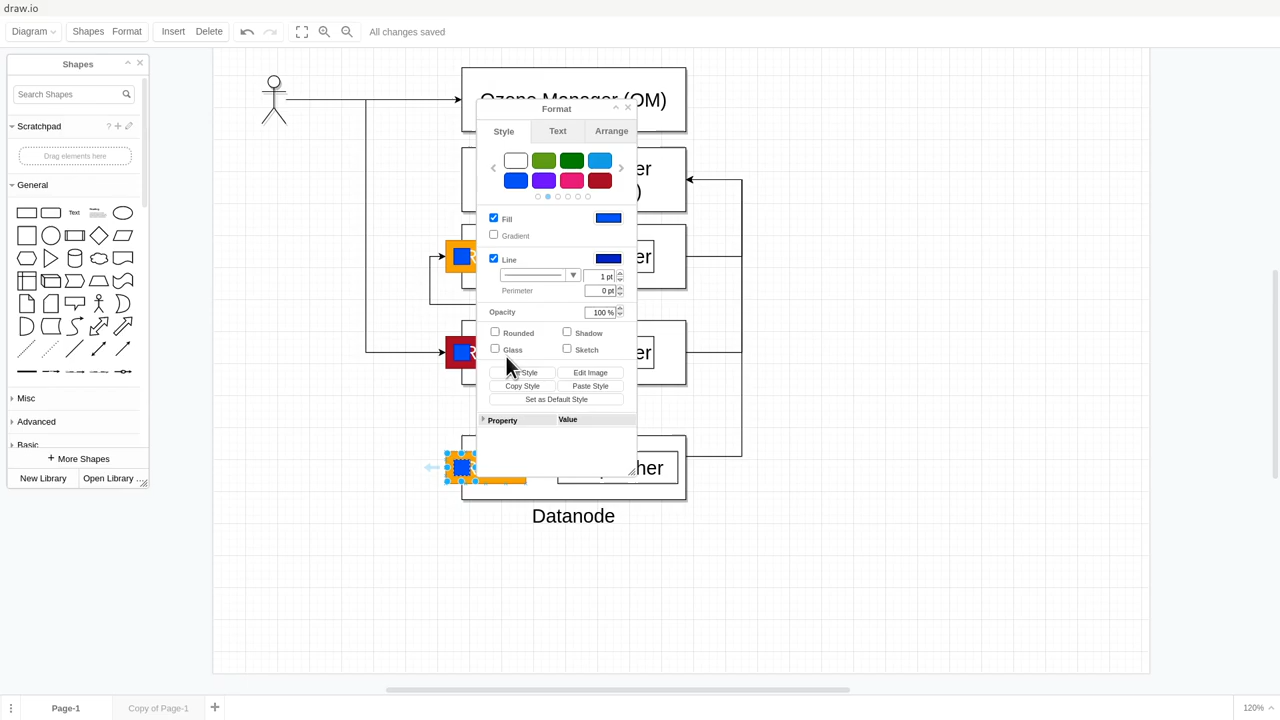 draw.io
Diagram
Shapes
Format
Insert
Delete
All changes saved
Shapes
Search Shapes
Scratchpad
?
Drag elements here
General
Text
Heading
Misc
Advanced
Basic
More Shapes
New Library
Open Library ...
Ozone Manager (OM)
er
)
er
er
her
Datanode
Format
Style
Text
Arrange
Fill
Gradient
Line
1 pt
Perimeter
0 pt
Opacity
100 %
Rounded
Shadow
Glass
Sketch
Style
Edit Image
Copy Style
Paste Style
Set as Default Style
Property
Value
Page-1
Copy of Page-1
120%